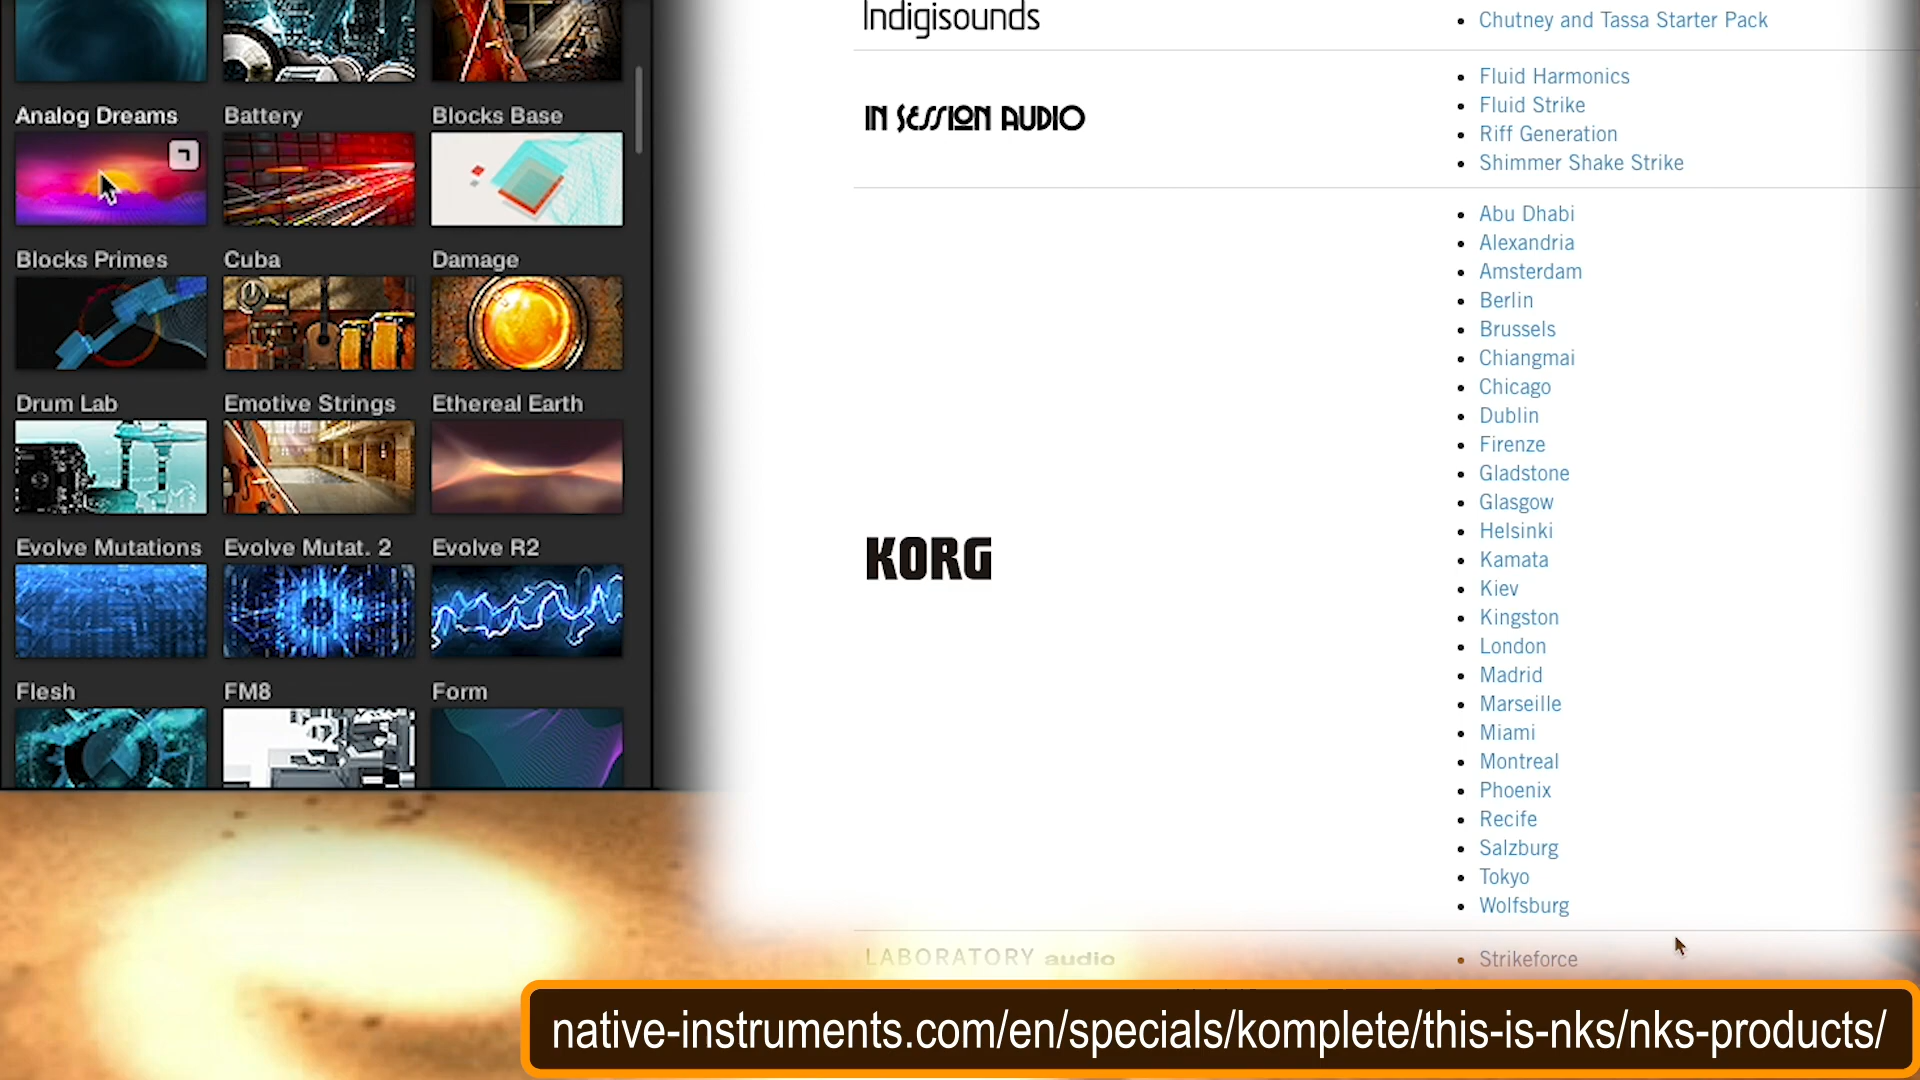 Analog Dreams
Battery
Blocks Base
Blocks Primes
Cuba
Damage
Drum Lab
Emotive Strings
Ethereal Earth
Evolve Mutations
Evolve Mutat. 2
Evolve R2
Flesh
FM8
Form
Indigisounds
Chutney and Tassa Starter Pack
IN SESSION AUDIO
Fluid Harmonics
Fluid Strike
Riff Generation
Shimmer Shake Strike
KORG
Abu Dhabi
Alexandria
Amsterdam
Berlin
Brussels
Chiangmai
Chicago
Dublin
Firenze
Gladstone
Glasgow
Helsinki
Kamata
Kiev
Kingston
London
Madrid
Marseille
Miami
Montreal
Phoenix
Recife
Salzburg
Tokyo
Wolfsburg
LABORATORY audio
Strikeforce
native-instruments.com/en/specials/komplete/this-is-nks/nks-products/